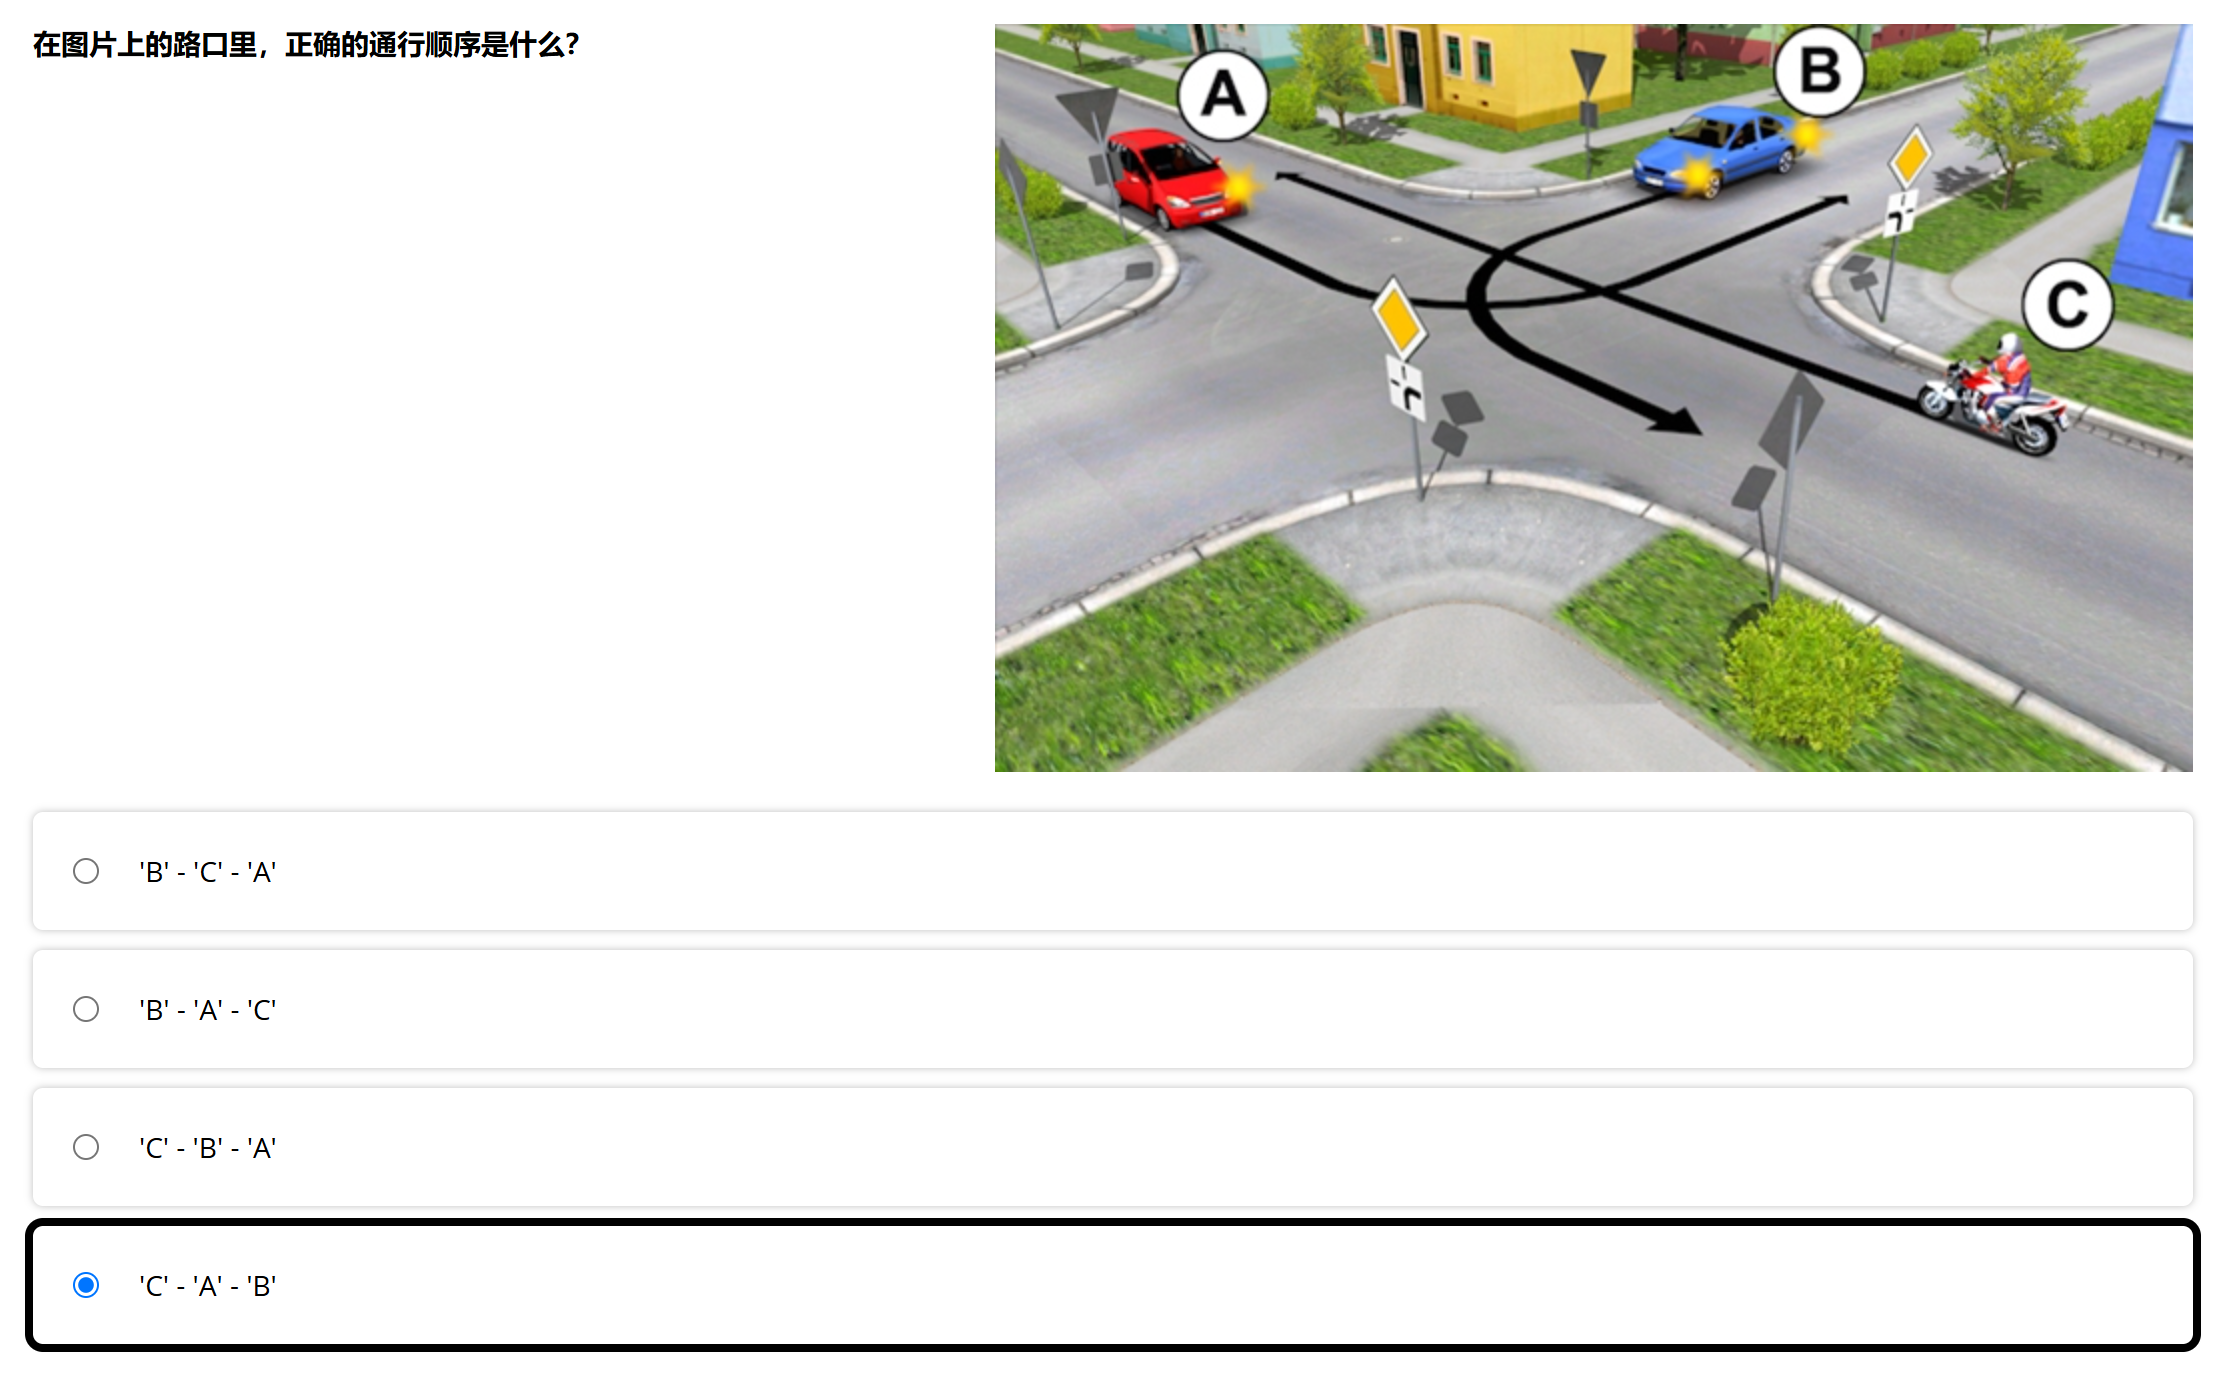 在图片上的路口里，正确的通行顺序是什么？
A
B
C
'B' - 'C' - 'A'
'B' - 'A' - 'C'
'C' - 'B' - 'A'
'C' - 'A' - 'B'